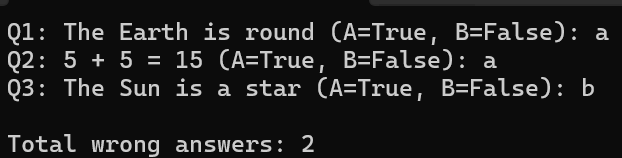 Q1: The Earth is round (A=True, B=False): a
Q2: 5 + 5 = 15 (A=True, B=False): a
Q3: The Sun is a star (A=True, B=False): b
Total wrong answers: 2